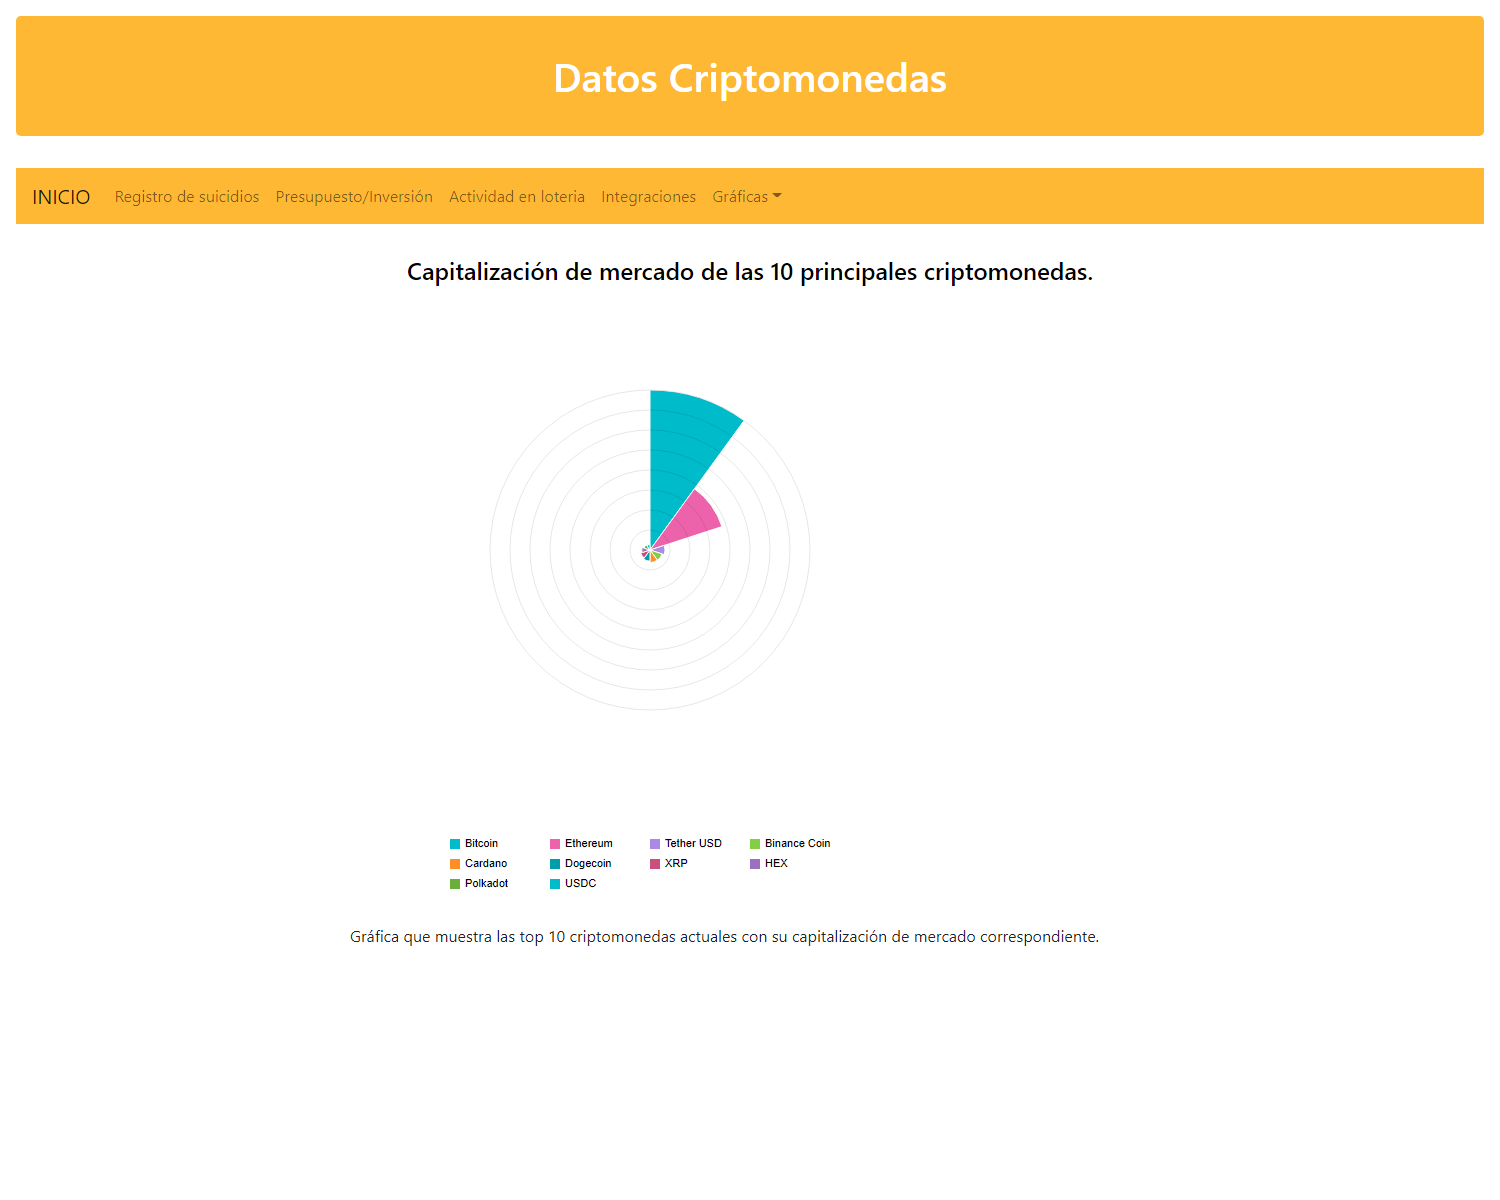 Datos Criptomonedas
INICIO Registro de suicidios Presupuesto/Inversión Actividad en loteria Integraciones Gráficas
Capitalización de mercado de las 10 principales criptomonedas.
Bitcoin Ethereum Tether USD Binance Coin
Cardano Dogecoin XRP HEX
Polkadot USDC
Gráfica que muestra las top 10 criptomonedas actuales con su capitalización de mercado correspondiente.